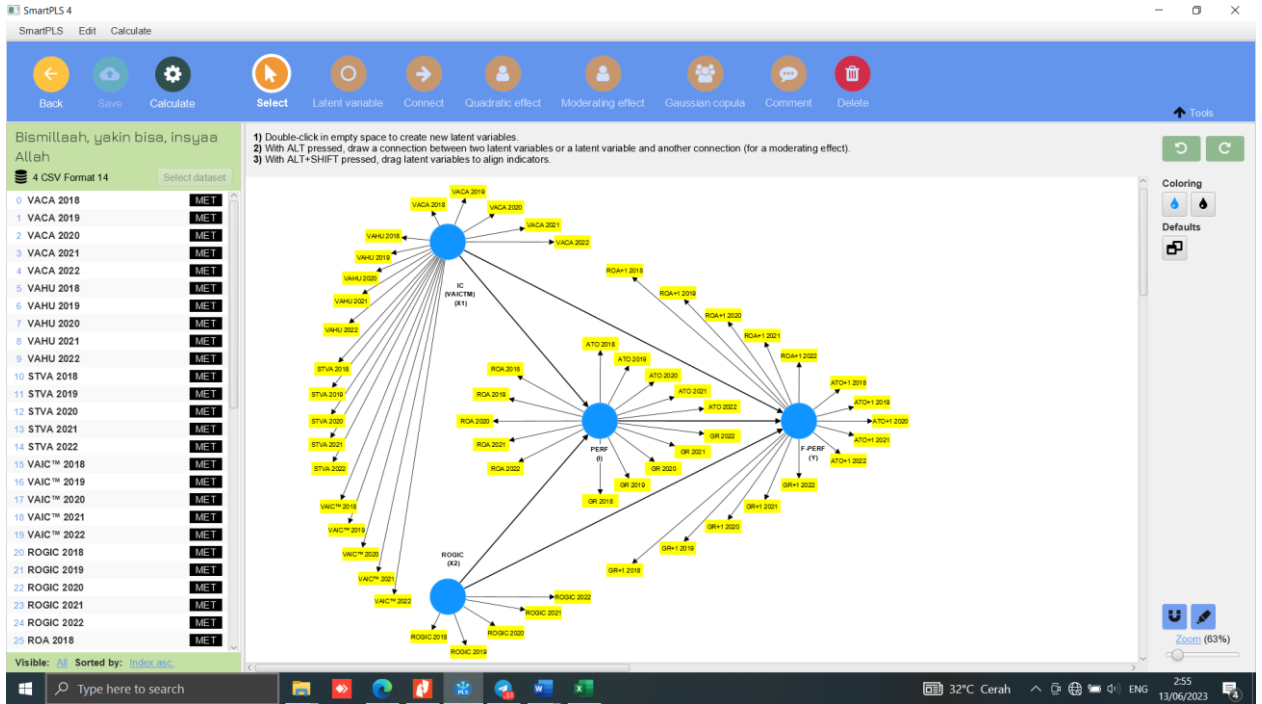 SmartPLS 4
SmartPLS Edit Calculate
Back Save Calculate Select Latent variable Connect Quadratic effect Moderating effect Gaussian copula Comment Delete
Tools
Bismillaah, yakin bisa, insyaa
Allah
4 CSV Format 14 Select dataset
1) Double-click in empty space to create new latent variables.
2) With ALT pressed, draw a connection between two latent variables or a latent variable and another connection (for a moderating effect).
3) With ALT+SHIFT pressed, drag latent variables to align indicators.
0 VACA 2018 MET
1 VACA 2019 MET
2 VACA 2020 MET
3 VACA 2021 MET
4 VACA 2022 MET
5 VAHU 2018 MET
6 VAHU 2019 MET
7 VAHU 2020 MET
8 VAHU 2021 MET
9 VAHU 2022 MET
10 STVA 2018 MET
11 STVA 2019 MET
12 STVA 2020 MET
13 STVA 2021 MET
14 STVA 2022 MET
15 VAIC™ 2018 MET
16 VAIC™ 2019 MET
17 VAIC™ 2020 MET
18 VAIC™ 2021 MET
19 VAIC™ 2022 MET
20 ROGIC 2018 MET
21 ROGIC 2019 MET
22 ROGIC 2020 MET
23 ROGIC 2021 MET
24 ROGIC 2022 MET
25 ROA 2018 MET
Visible: All Sorted by: Index asc.
VACA 2018
VACA 2019
VACA 2020
VACA 2021
VACA 2022
VAHU 2018
VAHU 2019
VAHU 2020
VAHU 2021
VAHU 2022
STVA 2018
STVA 2019
STVA 2020
STVA 2021
STVA 2022
VAIC™ 2018
VAIC™ 2019
VAIC™ 2020
VAIC™ 2021
VAIC™ 2022
IC
(VAICTM)
(X1)
ROA 2018
ROA 2019
ROA 2020
ROA 2021
ROA 2022
ATO 2018
ATO 2019
ATO 2020
ATO 2021
ATO 2022
GR 2022
GR 2021
GR 2020
GR 2019
GR 2018
PERF
(I)
ROA+1 2018
ROA+1 2019
ROA+1 2020
ROA+1 2021
ROA+1 2022
ATO+1 2018
ATO+1 2019
ATO+1 2020
ATO+1 2021
ATO+1 2022
F-PERF
(Y)
GR+1 2022
GR+1 2021
GR+1 2020
GR+1 2019
GR+1 2018
ROGIC
(X2)
ROGIC 2022
ROGIC 2021
ROGIC 2020
ROGIC 2019
ROGIC 2018
Coloring
Defaults
Zoom (63%)
Type here to search
32°C Cerah
ENG
2:55
13/06/2023
4